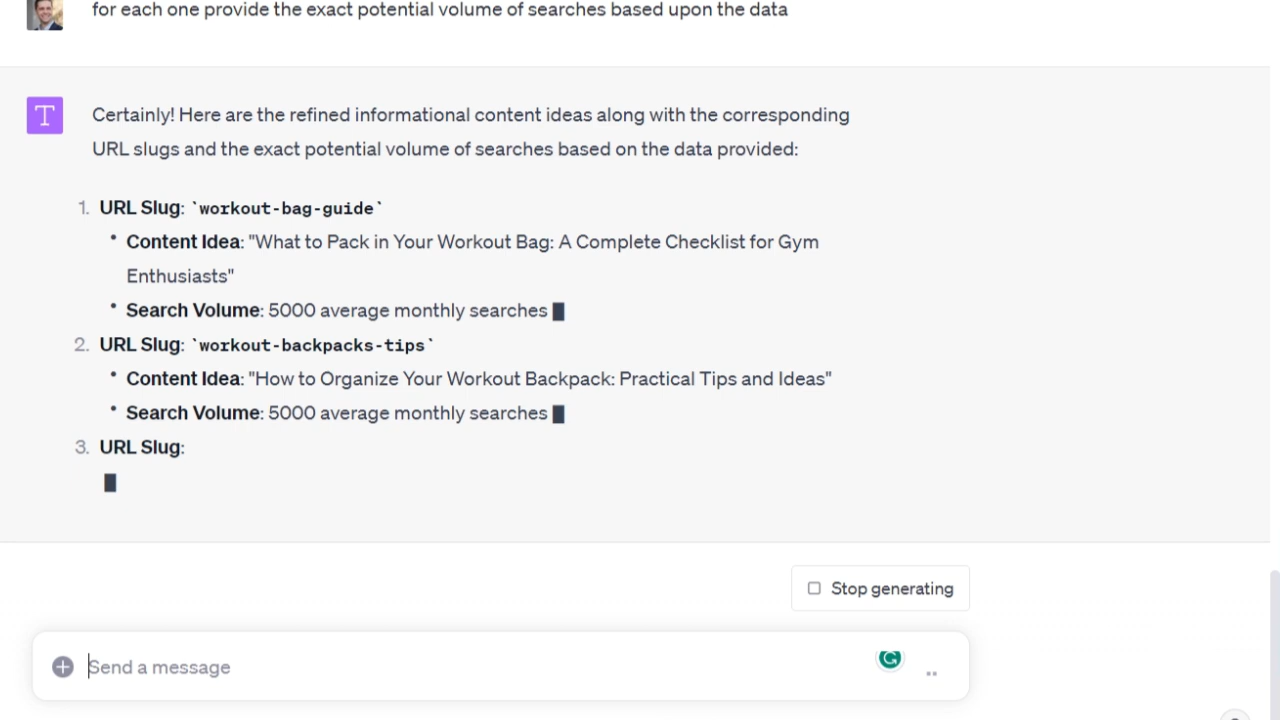 for each one provide the exact potential volume of searches based upon the data
T
Certainly! Here are the refined informational content ideas along with the corresponding
URL slugs and the exact potential volume of searches based on the data provided:
1. URL Slug: `workout-bag-guide`
• Content Idea: "What to Pack in Your Workout Bag: A Complete Checklist for Gym
Enthusiasts"
• Search Volume: 5000 average monthly searches
2. URL Slug: `workout-backpacks-tips`
• Content Idea: "How to Organize Your Workout Backpack: Practical Tips and Ideas"
• Search Volume: 5000 average monthly searches
3. URL Slug:
Stop generating
Send a message